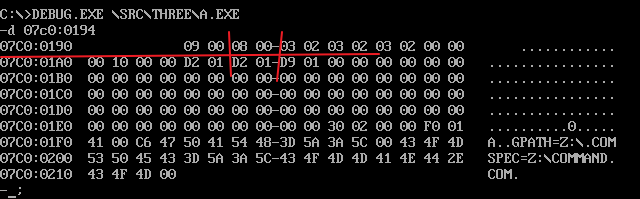 C:\>DEBUG.EXE \SRC\THREE\A.EXE
-d 07c0:0194
07C0:0190              09 00 08 00-03 02 03 02 03 02 00 00       ............
07C0:01A0  00 10 00 00 D2 01 D2 01-D9 01 00 00 00 00 00 00   ................
07C0:01B0  00 00 00 00 00 00 00 00-00 00 00 00 00 00 00 00   ................
07C0:01C0  00 00 00 00 00 00 00 00-00 00 00 00 00 00 00 00   ................
07C0:01D0  00 00 00 00 00 00 00 00-00 00 00 00 00 00 00 00   ................
07C0:01E0  00 00 00 00 00 00 00 00-00 00 30 02 00 00 F0 01   ..........0.....
07C0:01F0  41 00 C6 47 50 41 54 48-3D 5A 3A 5C 00 43 4F 4D   A..GPATH=Z:\.COM
07C0:0200  53 50 45 43 3D 5A 3A 5C-43 4F 4D 4D 41 4E 44 2E   SPEC=Z:\COMMAND.
07C0:0210  43 4F 4D 00                                       COM.
-_;